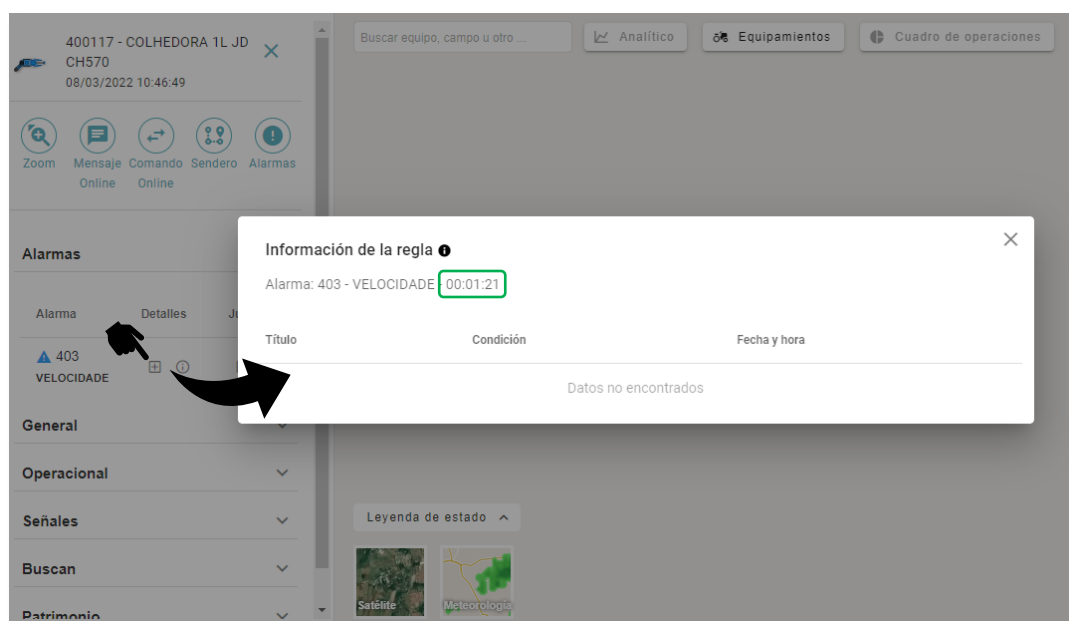 400117 - COLHEDORA 1L JD
CH570
08/03/2022 10:46:49
Buscar equipo, campo u otro ...
Analítico
Equipamientos
Cuadro de operaciones
Zoom
Mensaje
Online
Comando
Online
Sendero
Alarmas
Alarmas
Alarma
Detalles
403
VELOCIDADE
Información de la regla
Alarma: 403 - VELOCIDADE - 00:01:21
Título
Condición
Fecha y hora
Datos no encontrados
General
Operacional
Señales
Buscan
Patrimonio
Leyenda de estado
Satélite
Meteorología